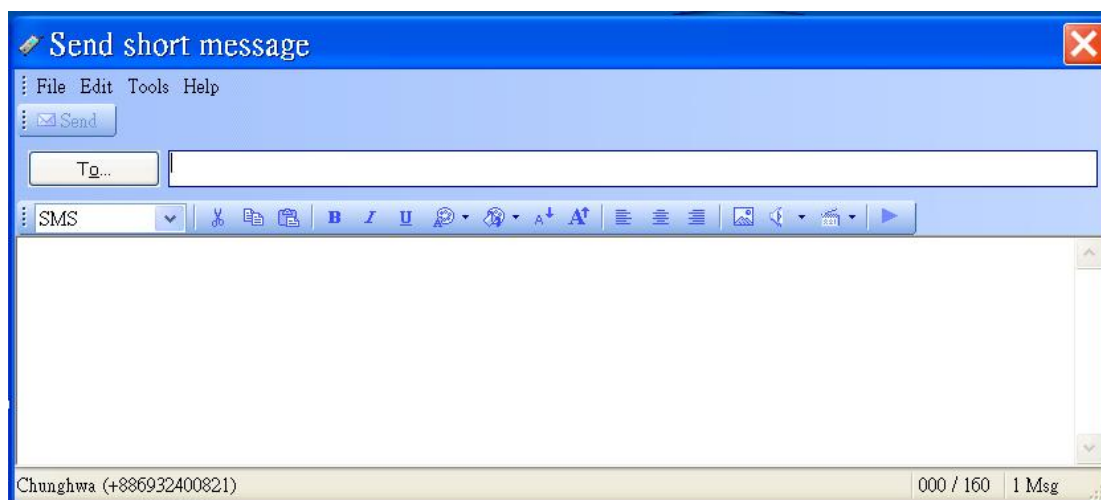 Send short message
File Edit Tools Help
Send
To...
SMS B I U A A
Chunghwa (+886932400821) 000 / 160 1 Msg